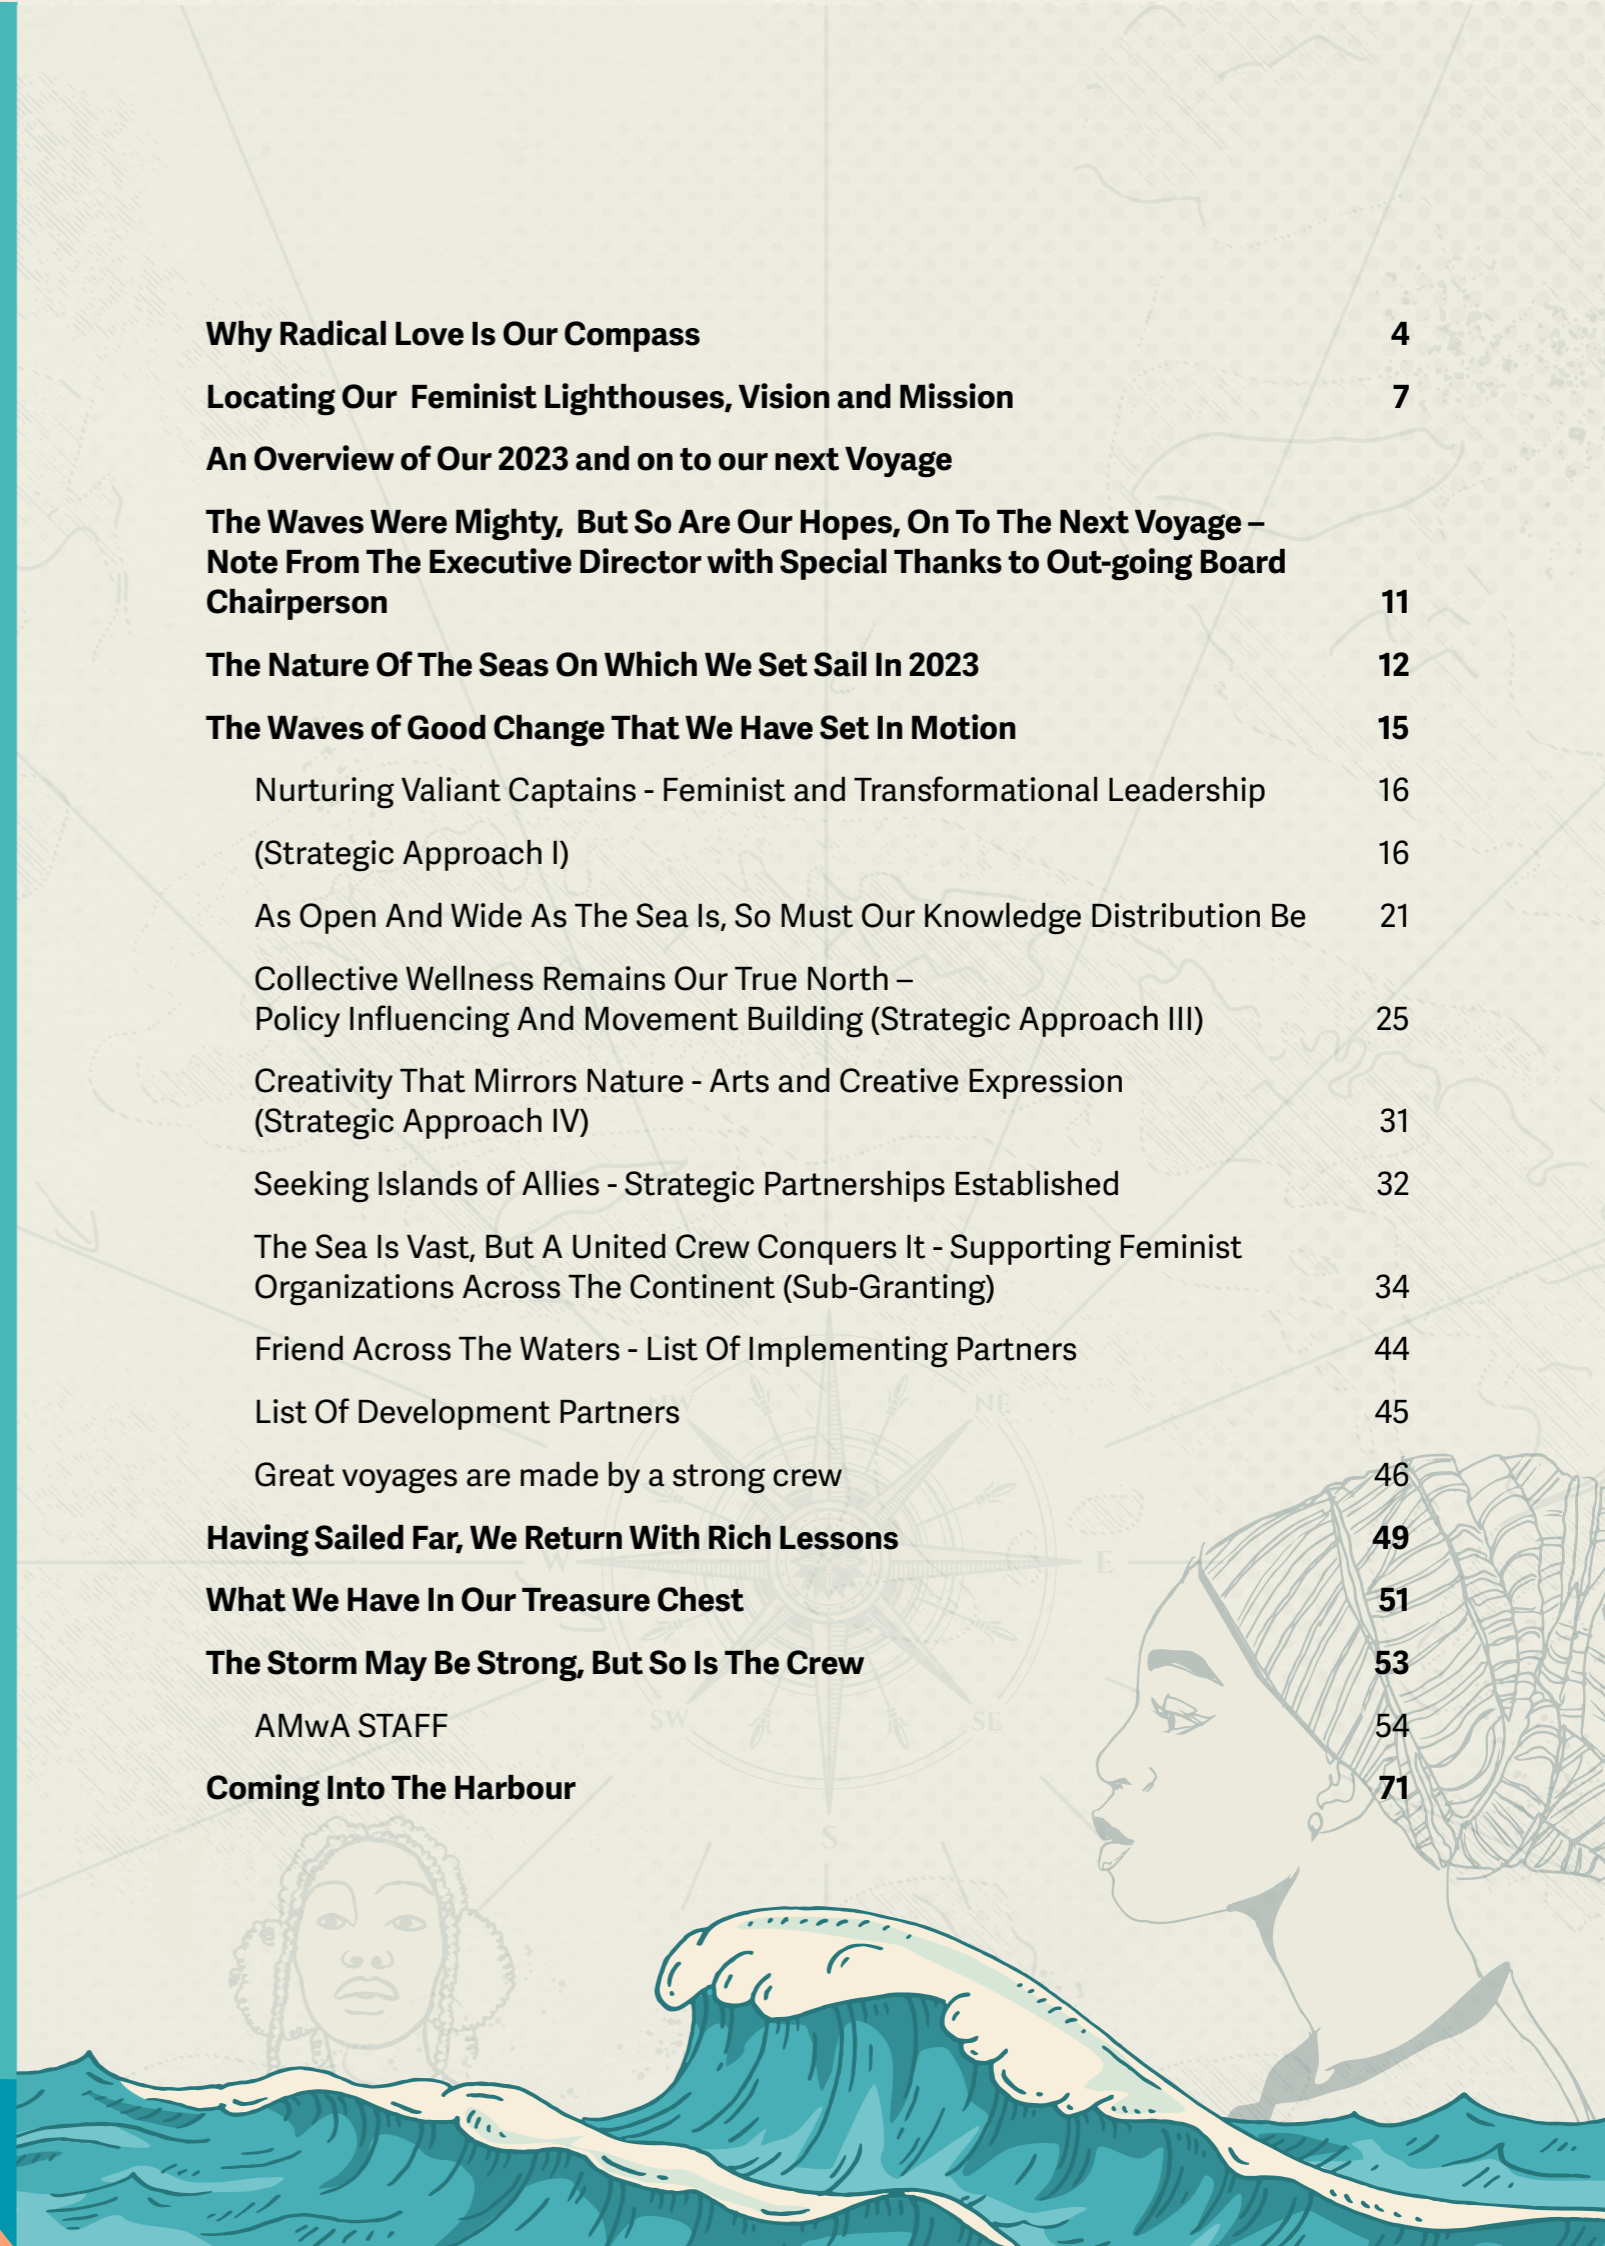 Why Radical Love Is Our Compass 4
Locating Our  Feminist Lighthouses, Vision and Mission 7
An Overview of Our 2023 and on to our next Voyage
The Waves Were Mighty,  But So Are Our Hopes, On To The Next Voyage –
Note From The Executive Director with Special Thanks to Out-going Board
Chairperson 11
The Nature Of The Seas On Which We Set Sail In 2023 12
The Waves of Good Change That We Have Set In Motion 15
Nurturing Valiant Captains - Feminist and Transformational Leadership 16
(Strategic Approach I) 16
As Open And Wide As The Sea Is, So Must Our Knowledge Distribution Be 21
Collective Wellness Remains Our True North –
Policy Influencing And Movement Building (Strategic Approach III) 25
Creativity That Mirrors Nature - Arts and Creative Expression
(Strategic Approach IV) 31
Seeking Islands of Allies - Strategic Partnerships Established 32
The Sea Is Vast, But A United Crew Conquers It - Supporting Feminist
Organizations Across The Continent (Sub-Granting) 34
Friend Across The Waters - List Of Implementing Partners 44
NW NE
List Of Development Partners 45
Great voyages are made by a strong crew 46
Having Sailed Far, We Return With Rich Lessons 49
W E
What We Have In Our Treasure Chest 51
The Storm May Be Strong, But So Is The Crew 53
SW SE
AMwA STAFF 54
Coming Into The Harbour 71
S